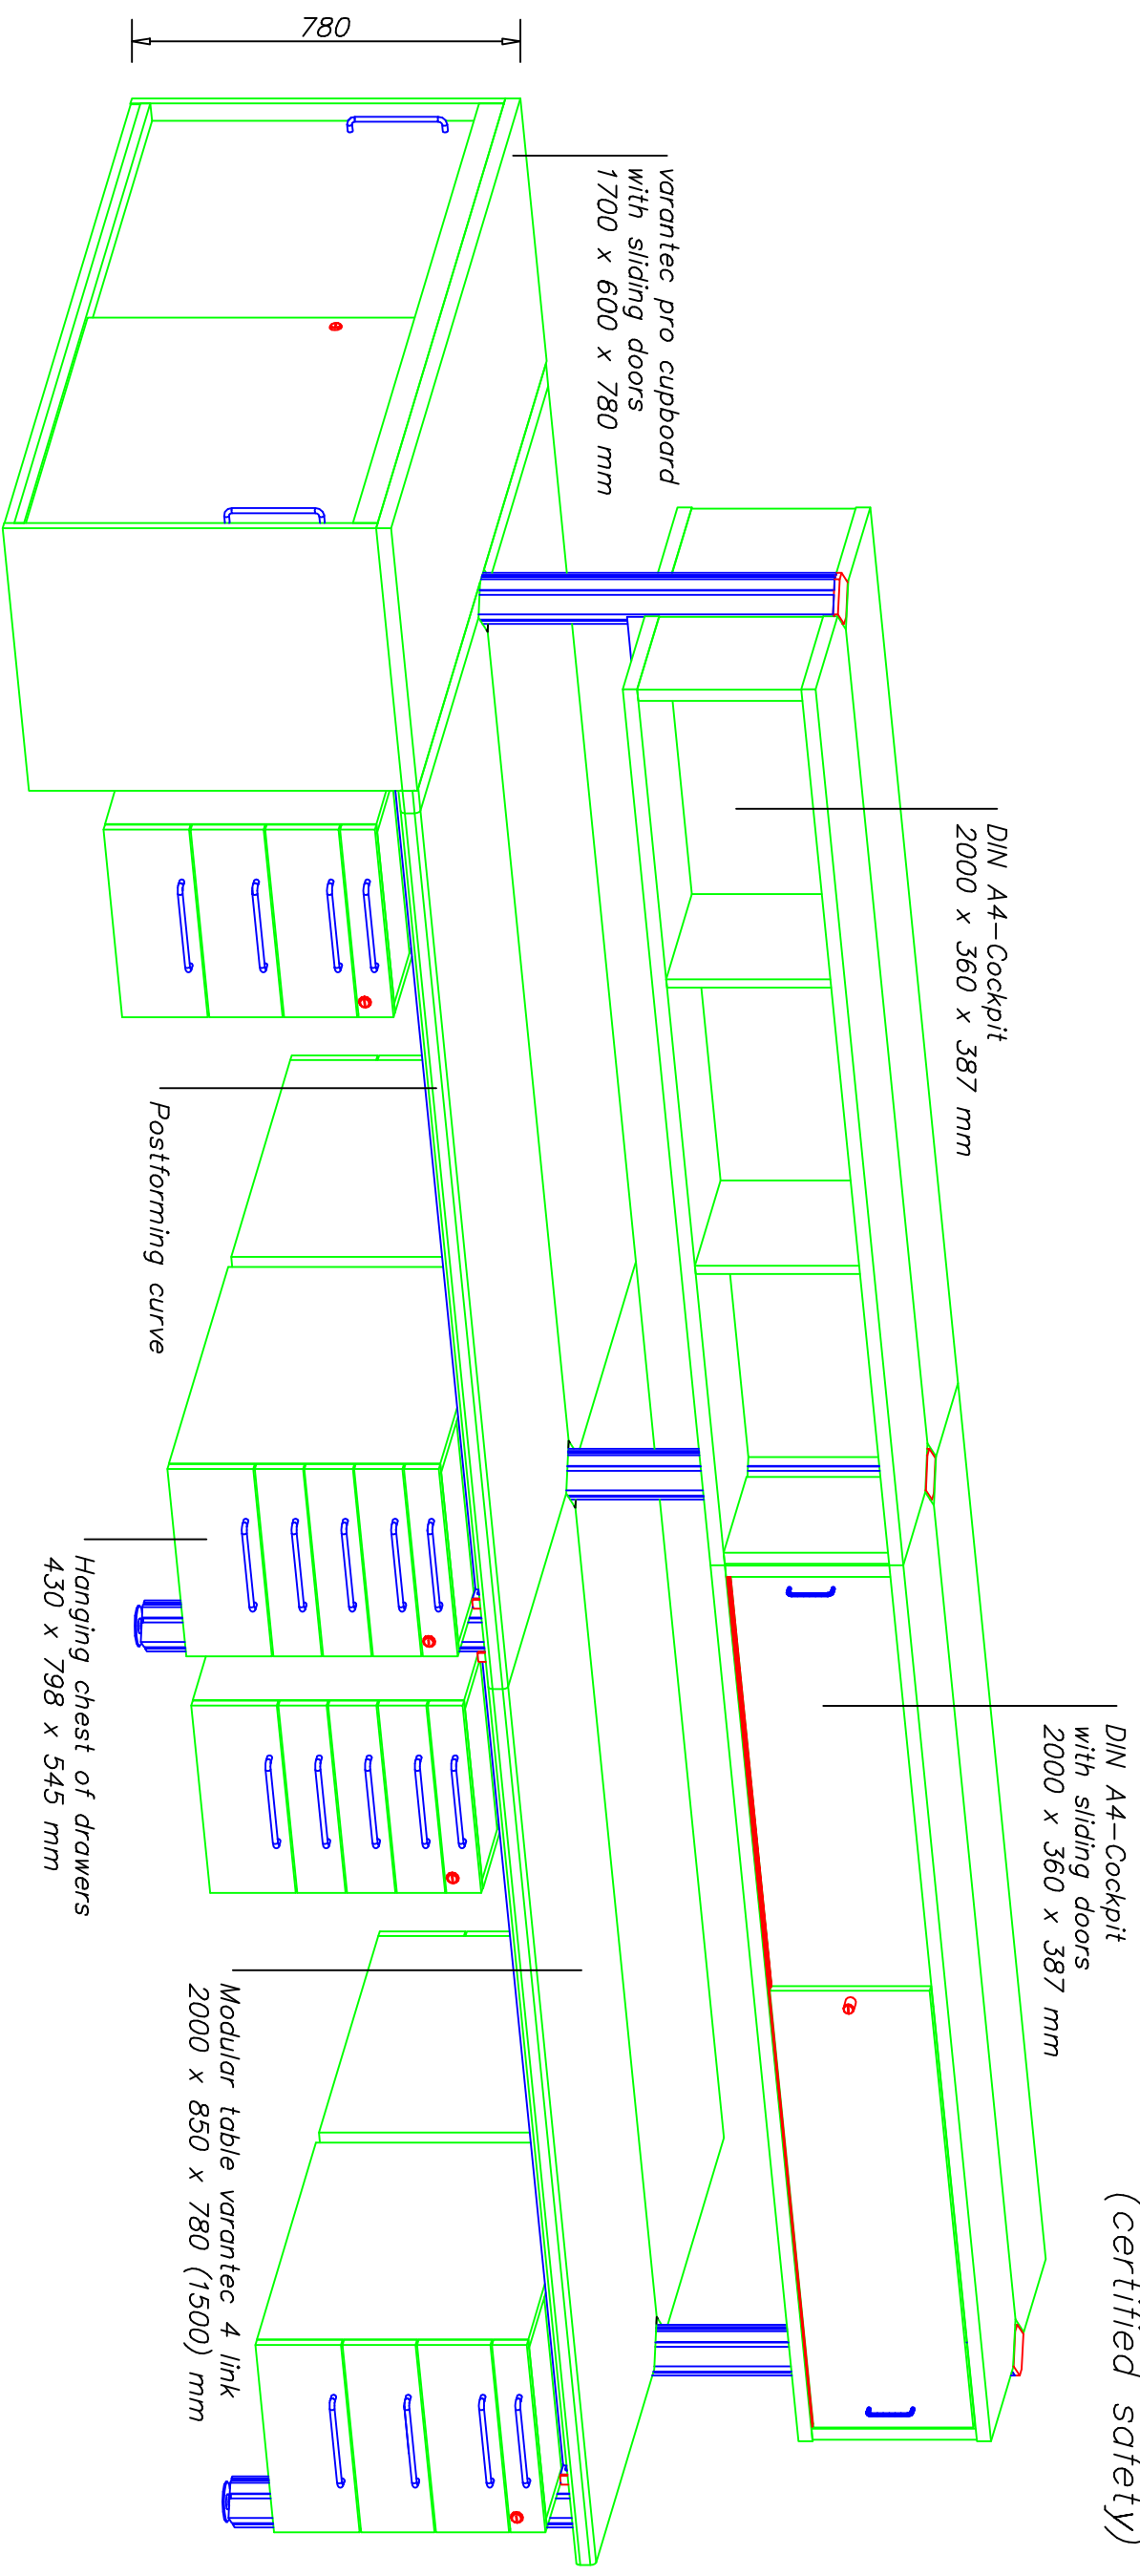 (certified safety)
DIN A4-Cockpit
with sliding doors
2000 x 360 x 387 mm
DIN A4-Cockpit
2000 x 360 x 387 mm
varantec pro cupboard
with sliding doors
1700 x 600 x 780 mm
780
Modular table varantec 4 link
2000 x 850 x 780 (1500) mm
Postforming curve
Hanging chest of drawers
430 x 798 x 545 mm